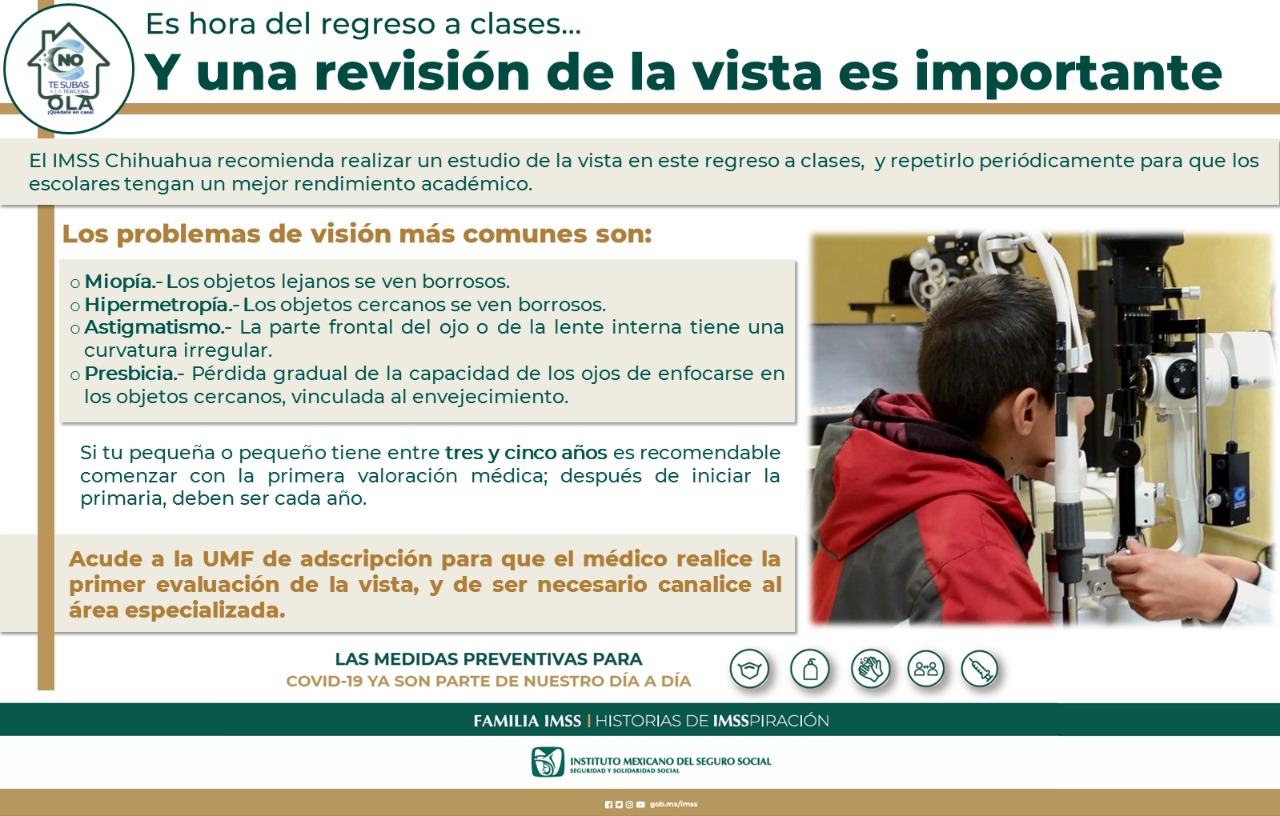 Es hora del regreso a clases...
Y una revisión de la vista es importante
NO
TE SUBAS
A LA TERCERA
OLA
¡Quédate en casa!
El IMSS Chihuahua recomienda realizar un estudio de la vista en este regreso a clases, y repetirlo periódicamente para que los
escolares tengan un mejor rendimiento académico.
Los problemas de visión más comunes son:
o Miopía.- Los objetos lejanos se ven borrosos.
o Hipermetropía.- Los objetos cercanos se ven borrosos.
o Astigmatismo.- La parte frontal del ojo o de la lente interna tiene una
curvatura irregular.
o Presbicia.- Pérdida gradual de la capacidad de los ojos de enfocarse en
los objetos cercanos, vinculada al envejecimiento.
Si tu pequeña o pequeño tiene entre tres y cinco años es recomendable
comenzar con la primera valoración médica; después de iniciar la
primaria, deben ser cada año.
Acude a la UMF de adscripción para que el médico realice la
primer evaluación de la vista, y de ser necesario canalice al
área especializada.
LAS MEDIDAS PREVENTIVAS PARA
COVID-19 YA SON PARTE DE NUESTRO DÍA A DÍA
FAMILIA IMSS | HISTORIAS DE IMSSPIRACIÓN
INSTITUTO MEXICANO DEL SEGURO SOCIAL
SEGURIDAD Y SOLIDARIDAD SOCIAL
gob.mx/imss